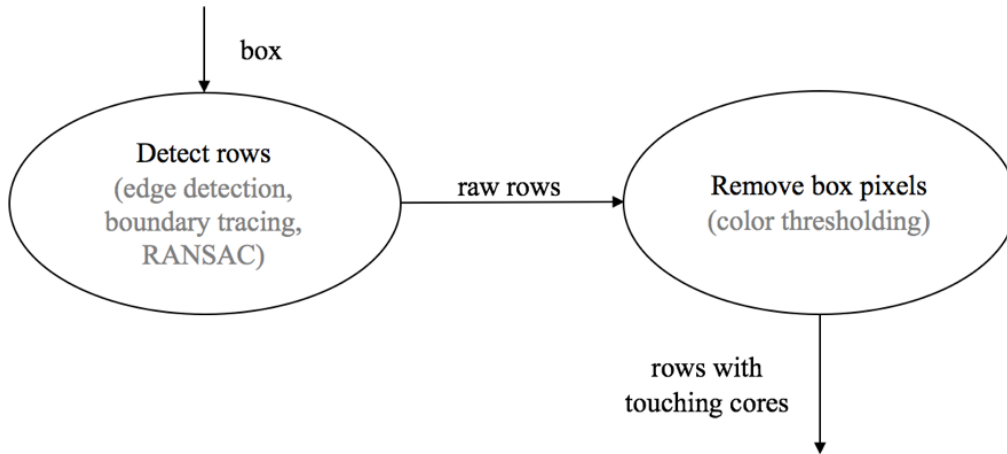 box
Detect rows
(edge detection,
boundary tracing,
RANSAC)
raw rows
Remove box pixels
(color thresholding)
rows with
touching cores